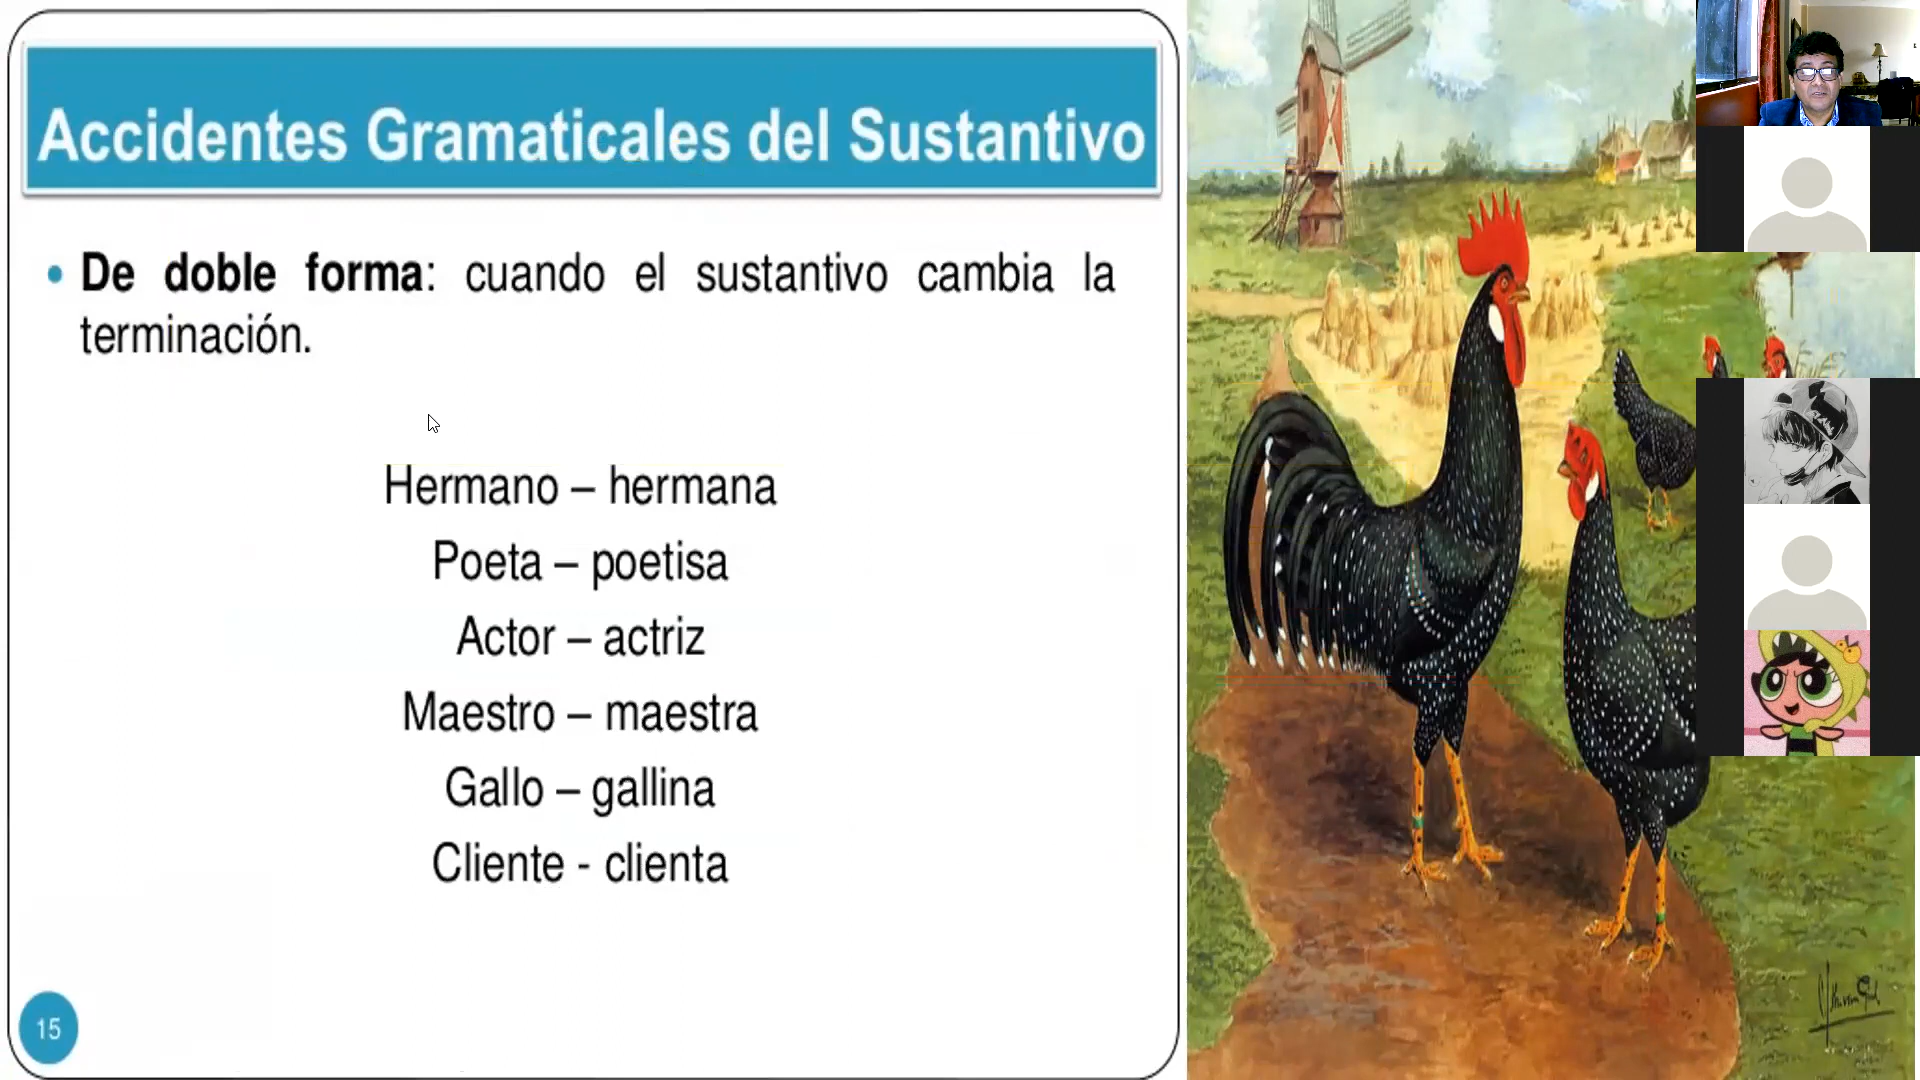 Accidentes Gramaticales del Sustantivo
• De doble forma: cuando el sustantivo cambia la
terminación.
Hermano – hermana
Poeta – poetisa
Actor – actriz
Maestro – maestra
Gallo – gallina
Cliente - clienta
15